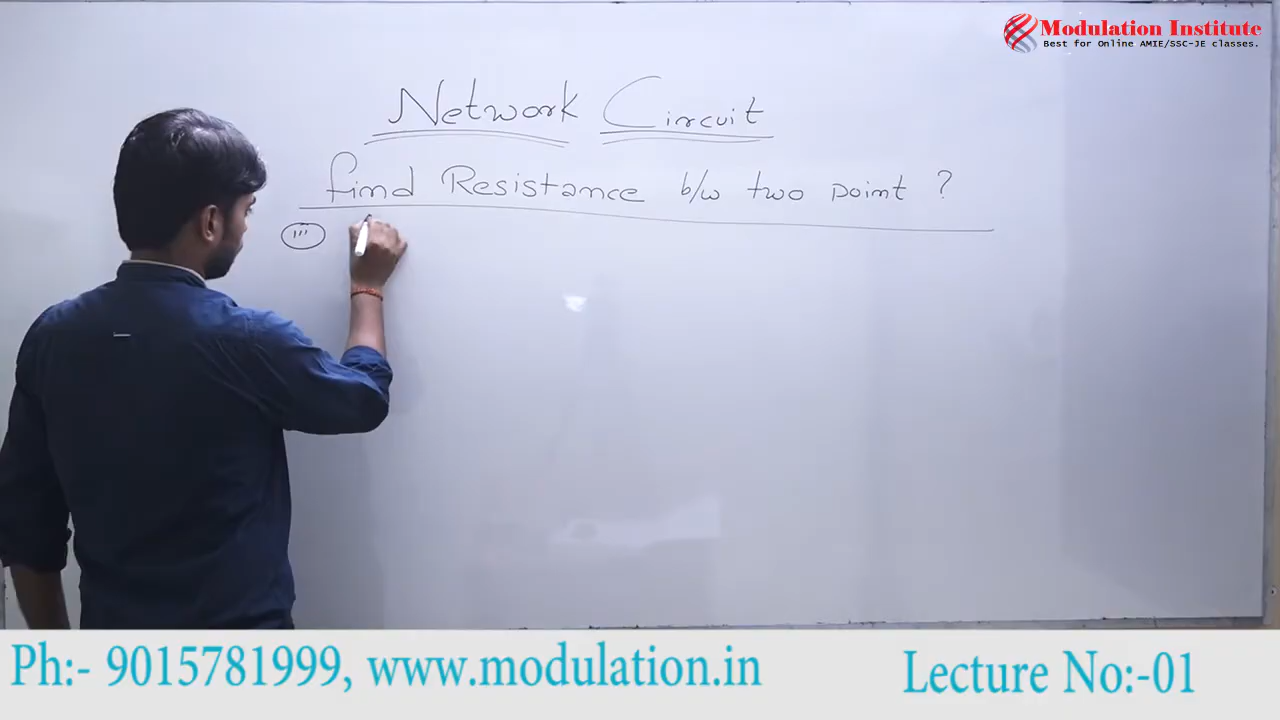 Modulation Institute
Best for Online AMIE/SSC-JE classes.
Network Circuit
find Resistance b/w two point ?
iii
Ph:- 9015781999, www.modulation.in
Lecture No:-01